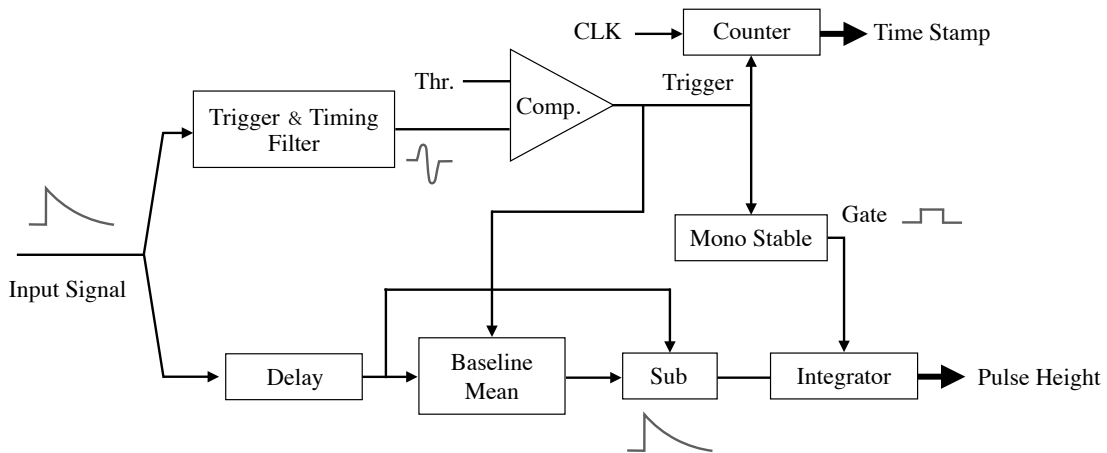 CLK
Counter
Time Stamp
Thr.
Comp.
Trigger
Trigger & Timing
Filter
Gate
Mono Stable
Input Signal
Delay
Baseline
Mean
Sub
Integrator
Pulse Height